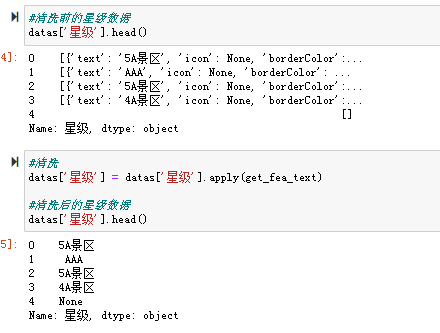 #清洗前的星级数据
datas['星级'].head()
4]: 0 [{'text': '5A景区', 'icon': None, 'borderColor':...
1 [{'text': 'AAA', 'icon': None, 'borderColor': ...
2 [{'text': '5A景区', 'icon': None, 'borderColor':...
3 [{'text': '4A景区', 'icon': None, 'borderColor':...
4 []
Name: 星级, dtype: object
#清洗
datas['星级'] = datas['星级'].apply(get_fea_text)
#清洗后的星级数据
datas['星级'].head()
5]: 0 5A景区
1 AAA
2 5A景区
3 4A景区
4 None
Name: 星级, dtype: object